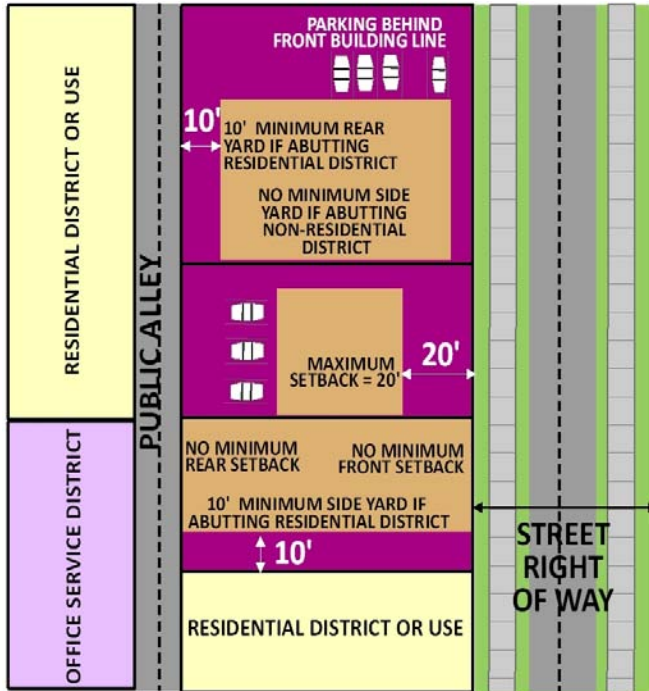 PARKING BEHIND
FRONT BUILDING LINE
10'
10' MINIMUM REAR
YARD IF ABUTTING
RESIDENTIAL DISTRICT
NO MINIMUM SIDE
YARD IF ABUTTING
NON-RESIDENTIAL
DISTRICT
RESIDENTIAL DISTRICT OR USE
PUBLIC ALLEY
20'
MAXIMUM
SETBACK = 20'
NO MINIMUM
REAR SETBACK
NO MINIMUM
FRONT SETBACK
10' MINIMUM SIDE YARD IF
ABUTTING RESIDENTIAL DISTRICT
10'
OFFICE SERVICE DISTRICT
STREET
RIGHT
OF WAY
RESIDENTIAL DISTRICT OR USE